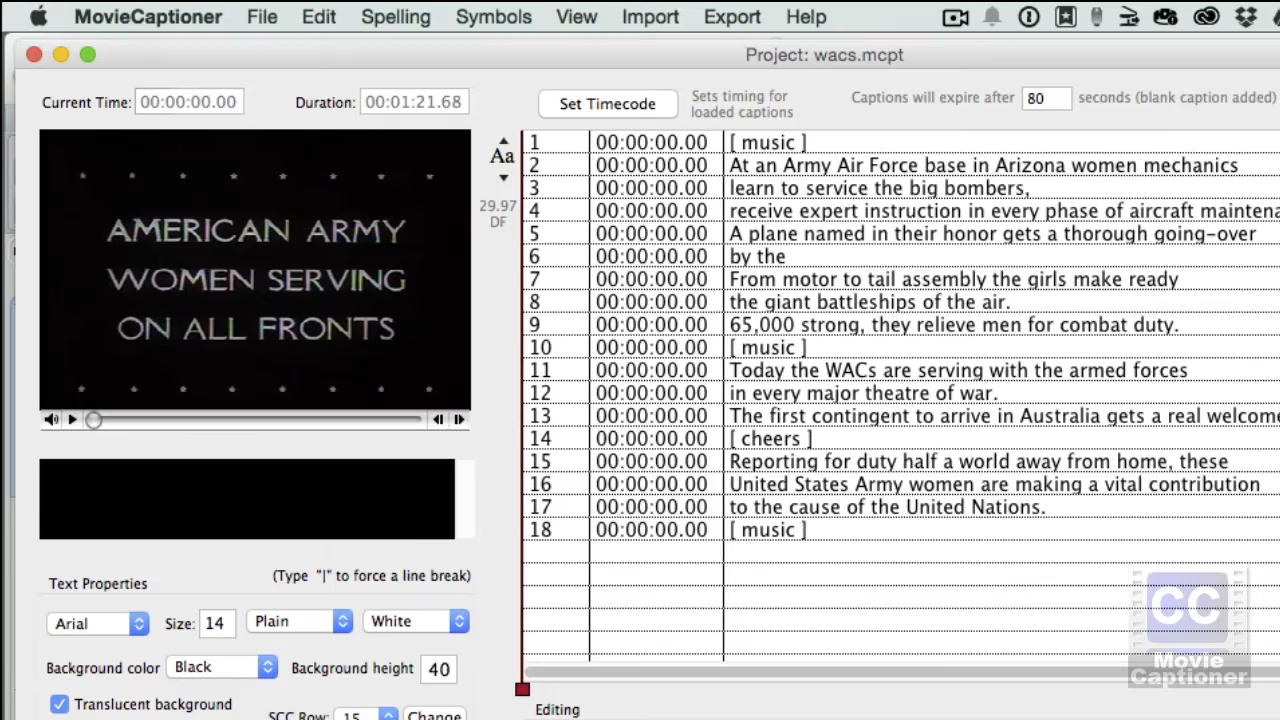 MovieCaptioner File Edit Spelling Symbols View Import Export Help
Project: wacs.mcpt
Current Time: 00:00:00.00 Duration: 00:01:21.68
Set Timecode
Sets timing for
loaded captions
Captions will expire after 80 seconds (blank caption added)
AMERICAN ARMY
WOMEN SERVING
ON ALL FRONTS
Aa
29.97
DF
1 00:00:00.00 [ music ]
2 00:00:00.00 At an Army Air Force base in Arizona women mechanics
3 00:00:00.00 learn to service the big bombers,
4 00:00:00.00 receive expert instruction in every phase of aircraft maintena
5 00:00:00.00 A plane named in their honor gets a thorough going-over
6 00:00:00.00 by the
7 00:00:00.00 From motor to tail assembly the girls make ready
8 00:00:00.00 the giant battleships of the air.
9 00:00:00.00 65,000 strong, they relieve men for combat duty.
10 00:00:00.00 [ music ]
11 00:00:00.00 Today the WACs are serving with the armed forces
12 00:00:00.00 in every major theatre of war.
13 00:00:00.00 The first contingent to arrive in Australia gets a real welcome
14 00:00:00.00 [ cheers ]
15 00:00:00.00 Reporting for duty half a world away from home, these
16 00:00:00.00 United States Army women are making a vital contribution
17 00:00:00.00 to the cause of the United Nations.
18 00:00:00.00 [ music ]
(Type "|" to force a line break)
Text Properties
Arial Size: 14 Plain White
Background color Black Background height 40
Translucent background
SCC Row: 15 Change
Editing
CC
Movie
Captioner